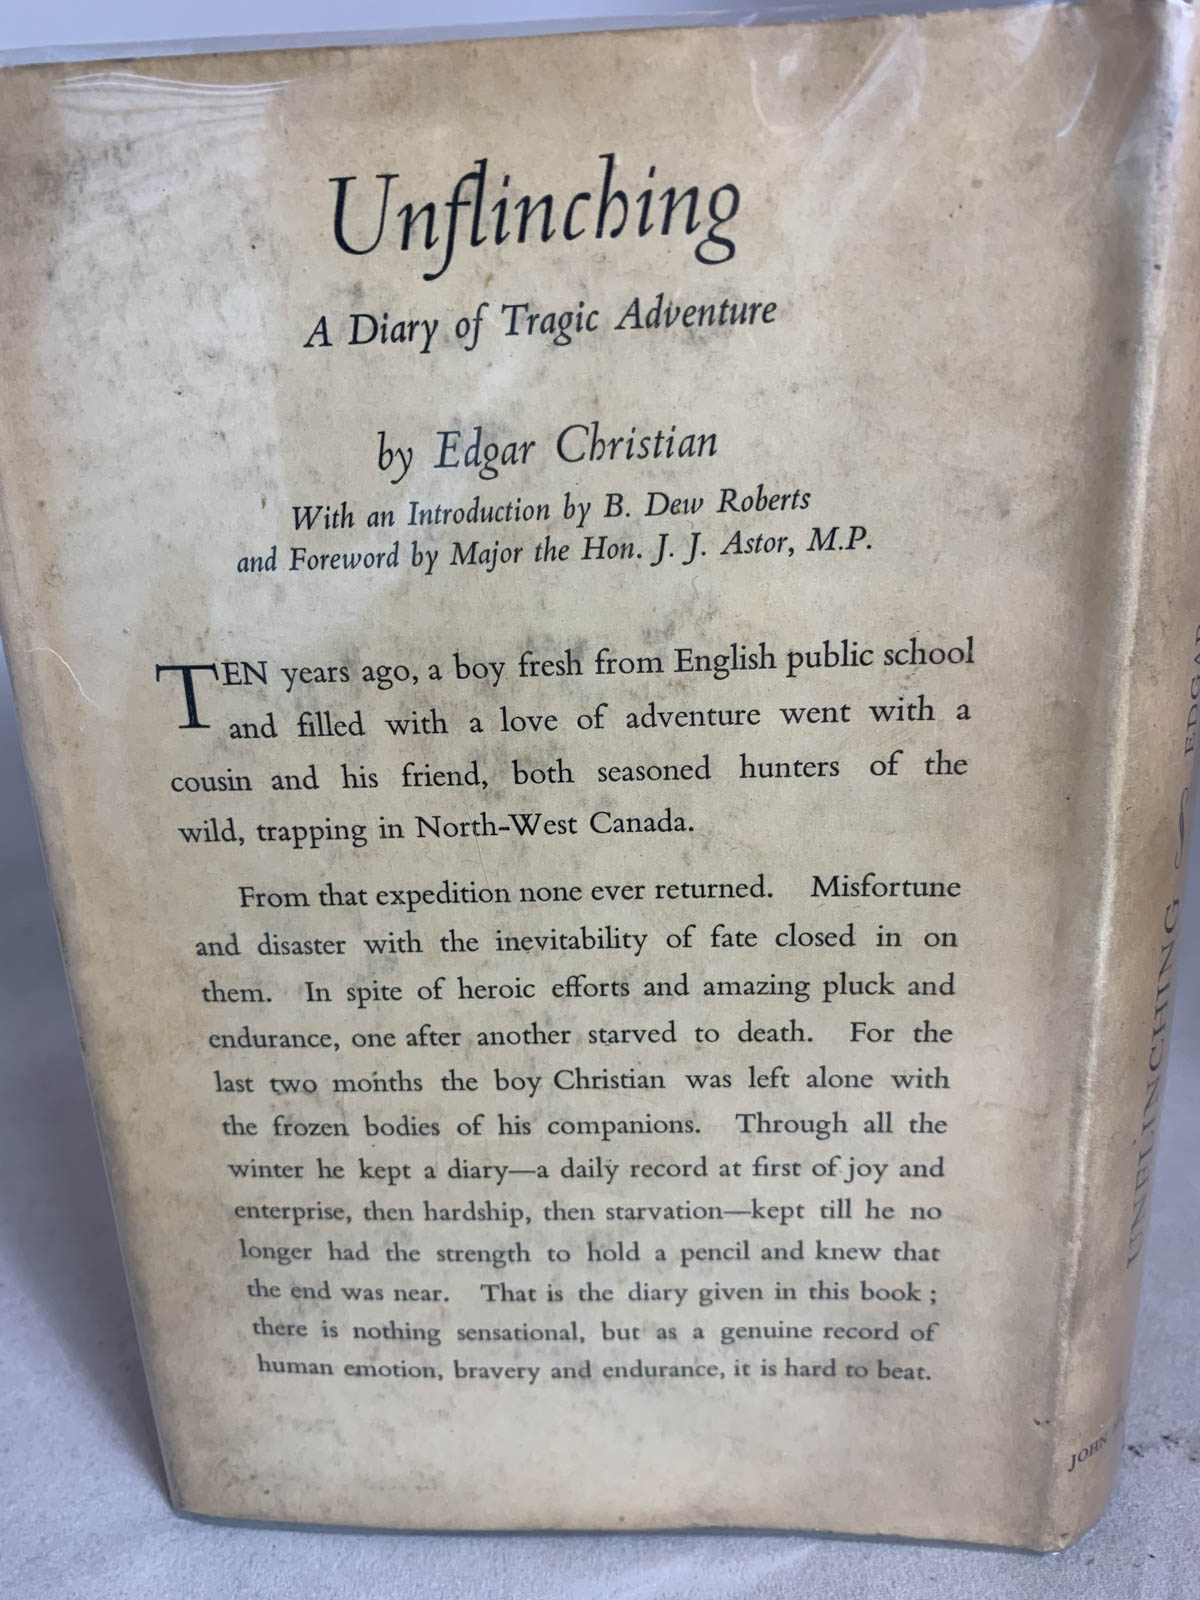 Unflinching
A Diary of Tragic Adventure
by Edgar Christian
With an Introduction by B. Dew Roberts
and Foreword by Major the Hon. J. J. Astor, M.P.
TEN years ago, a boy fresh from English public school
and filled with a love of adventure went with a
cousin and his friend, both seasoned hunters of the
wild, trapping in North-West Canada.
From that expedition none ever returned. Misfortune
and disaster with the inevitability of fate closed in on
them. In spite of heroic efforts and amazing pluck and
endurance, one after another starved to death. For the
last two months the boy Christian was left alone with
the frozen bodies of his companions. Through all the
winter he kept a diary—a daily record at first of joy and
enterprise, then hardship, then starvation—kept till he no
longer had the strength to hold a pencil and knew that
the end was near. That is the diary given in this book ;
there is nothing sensational, but as a genuine record of
human emotion, bravery and endurance, it is hard to beat.
UNFLINCHING
EDGAR
JOHN